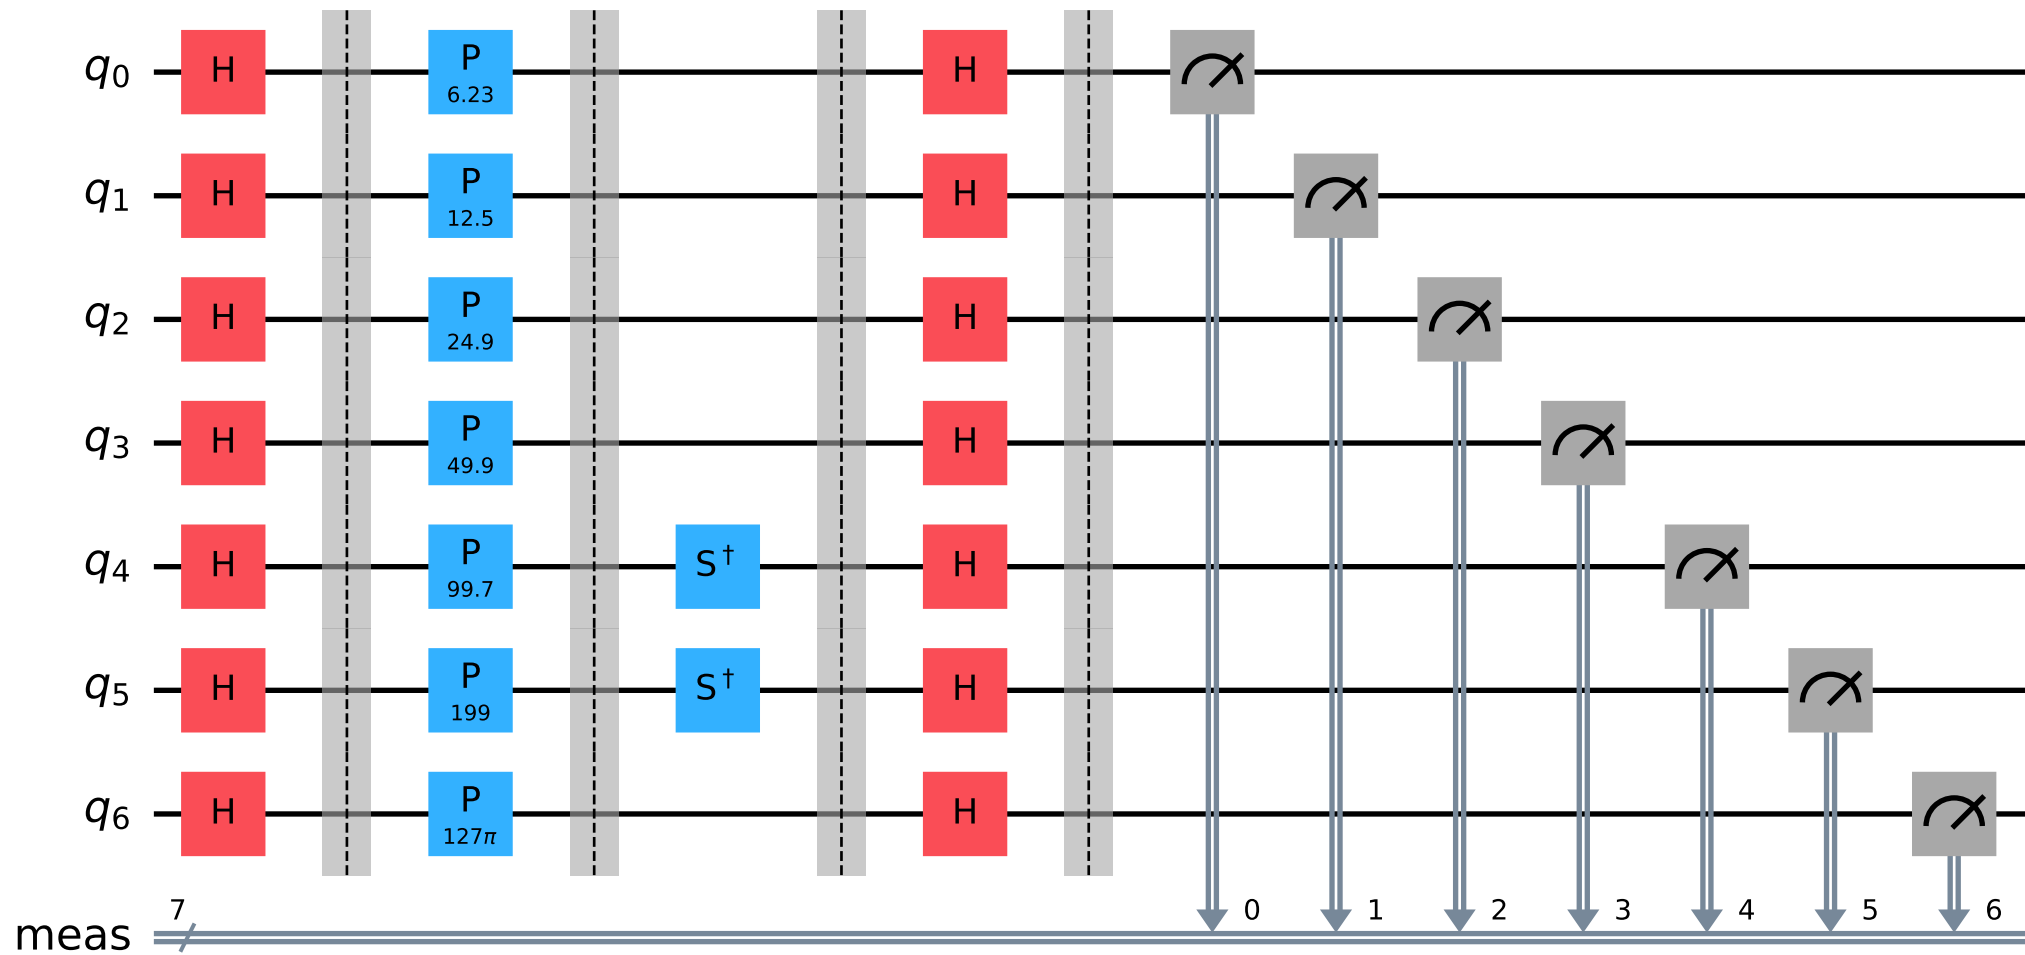 q0 H P 6.23 H
q1 H P 12.5 H
q2 H P 24.9 H
q3 H P 49.9 H
q4 H P 99.7 S† H
q5 H P 199 S† H
q6 H P 127π H
meas 7 0 1 2 3 4 5 6